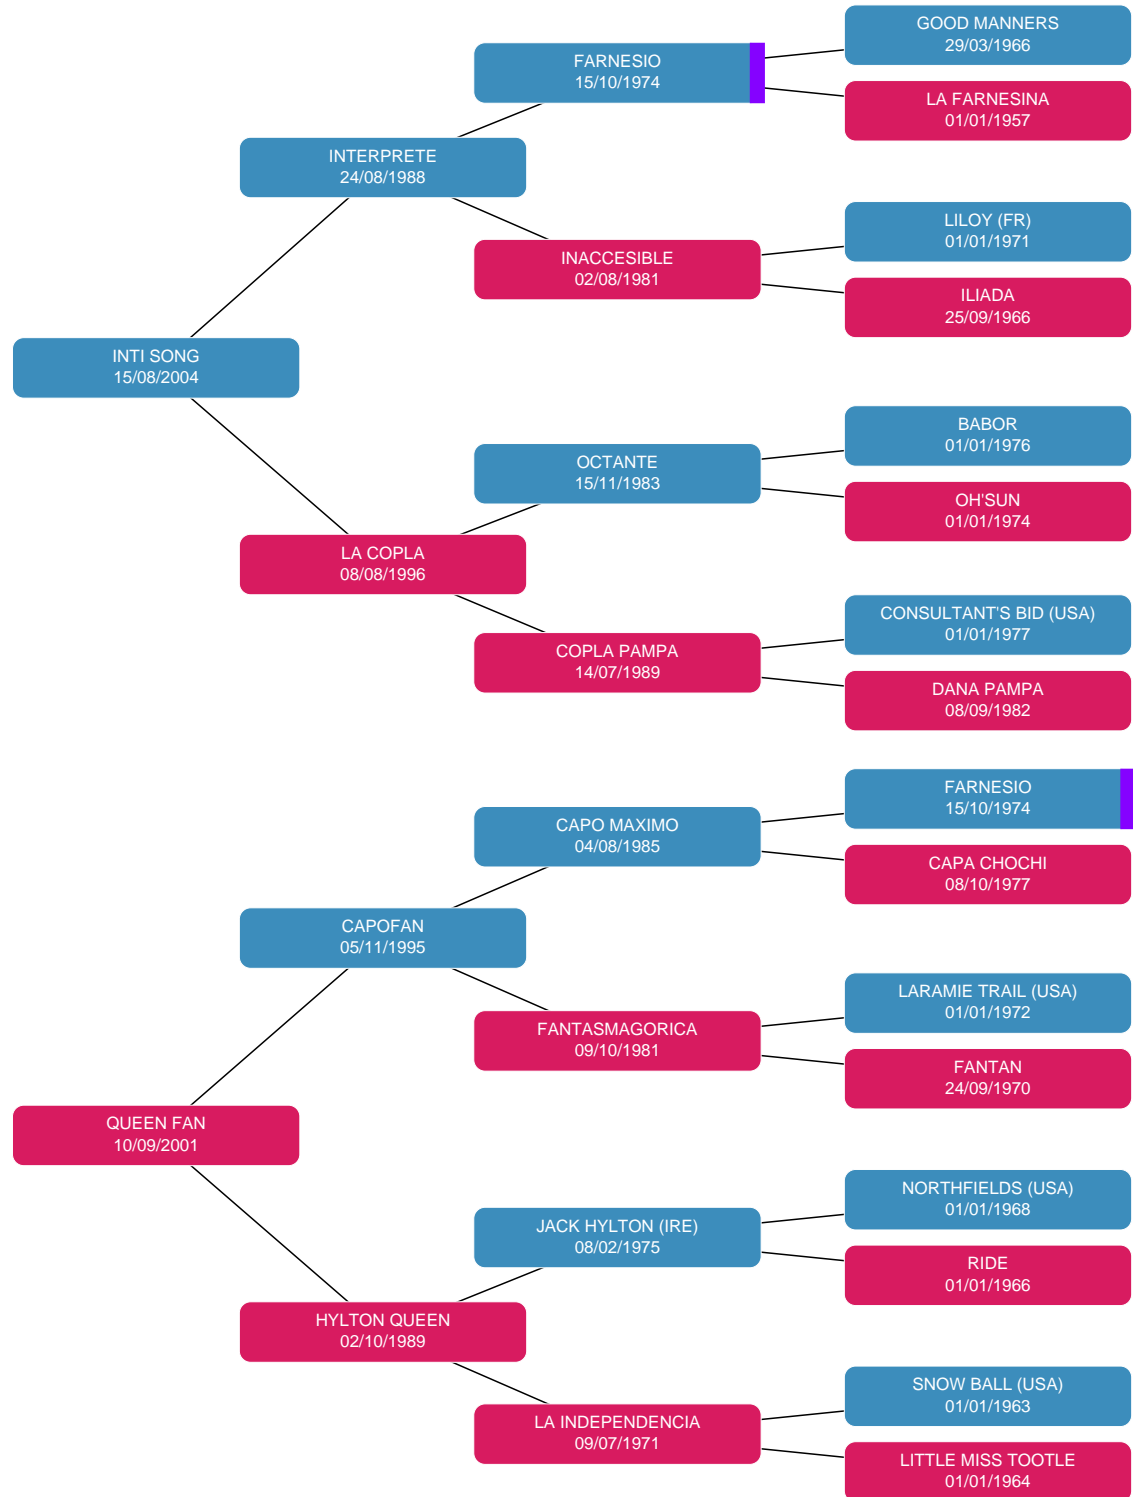 GOOD MANNERS
29/03/1966
FARNESIO
15/10/1974
LA FARNESINA
01/01/1957
INTERPRETE
24/08/1988
LILOY (FR)
01/01/1971
INACCESIBLE
02/08/1981
ILIADA
25/09/1966
INTI SONG
15/08/2004
BABOR
01/01/1976
OCTANTE
15/11/1983
OH'SUN
01/01/1974
LA COPLA
08/08/1996
CONSULTANT'S BID (USA)
01/01/1977
COPLA PAMPA
14/07/1989
DANA PAMPA
08/09/1982
FARNESIO
15/10/1974
CAPO MAXIMO
04/08/1985
CAPA CHOCHI
08/10/1977
CAPOFAN
05/11/1995
LARAMIE TRAIL (USA)
01/01/1972
FANTASMAGORICA
09/10/1981
FANTAN
24/09/1970
QUEEN FAN
10/09/2001
NORTHFIELDS (USA)
01/01/1968
JACK HYLTON (IRE)
08/02/1975
RIDE
01/01/1966
HYLTON QUEEN
02/10/1989
SNOW BALL (USA)
01/01/1963
LA INDEPENDENCIA
09/07/1971
LITTLE MISS TOOTLE
01/01/1964